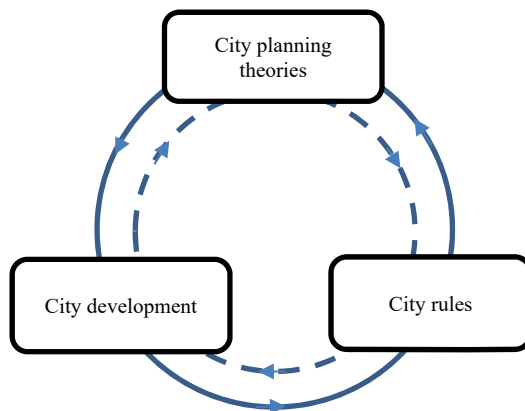 City planning
theories
City development
City rules